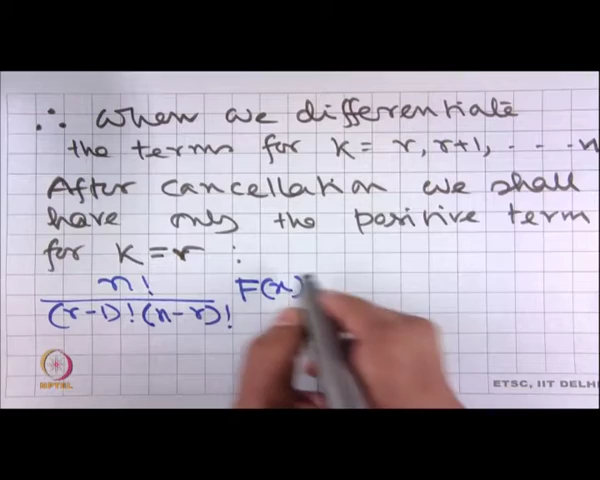 ∴ when we differentiate
the terms for k = r, r+1, .... n
After cancellation we shall
have only the positive term
for k = r :
n! / (r-1)! (n-r)! F(x)
NPTEL
ETSC, IIT DELHI